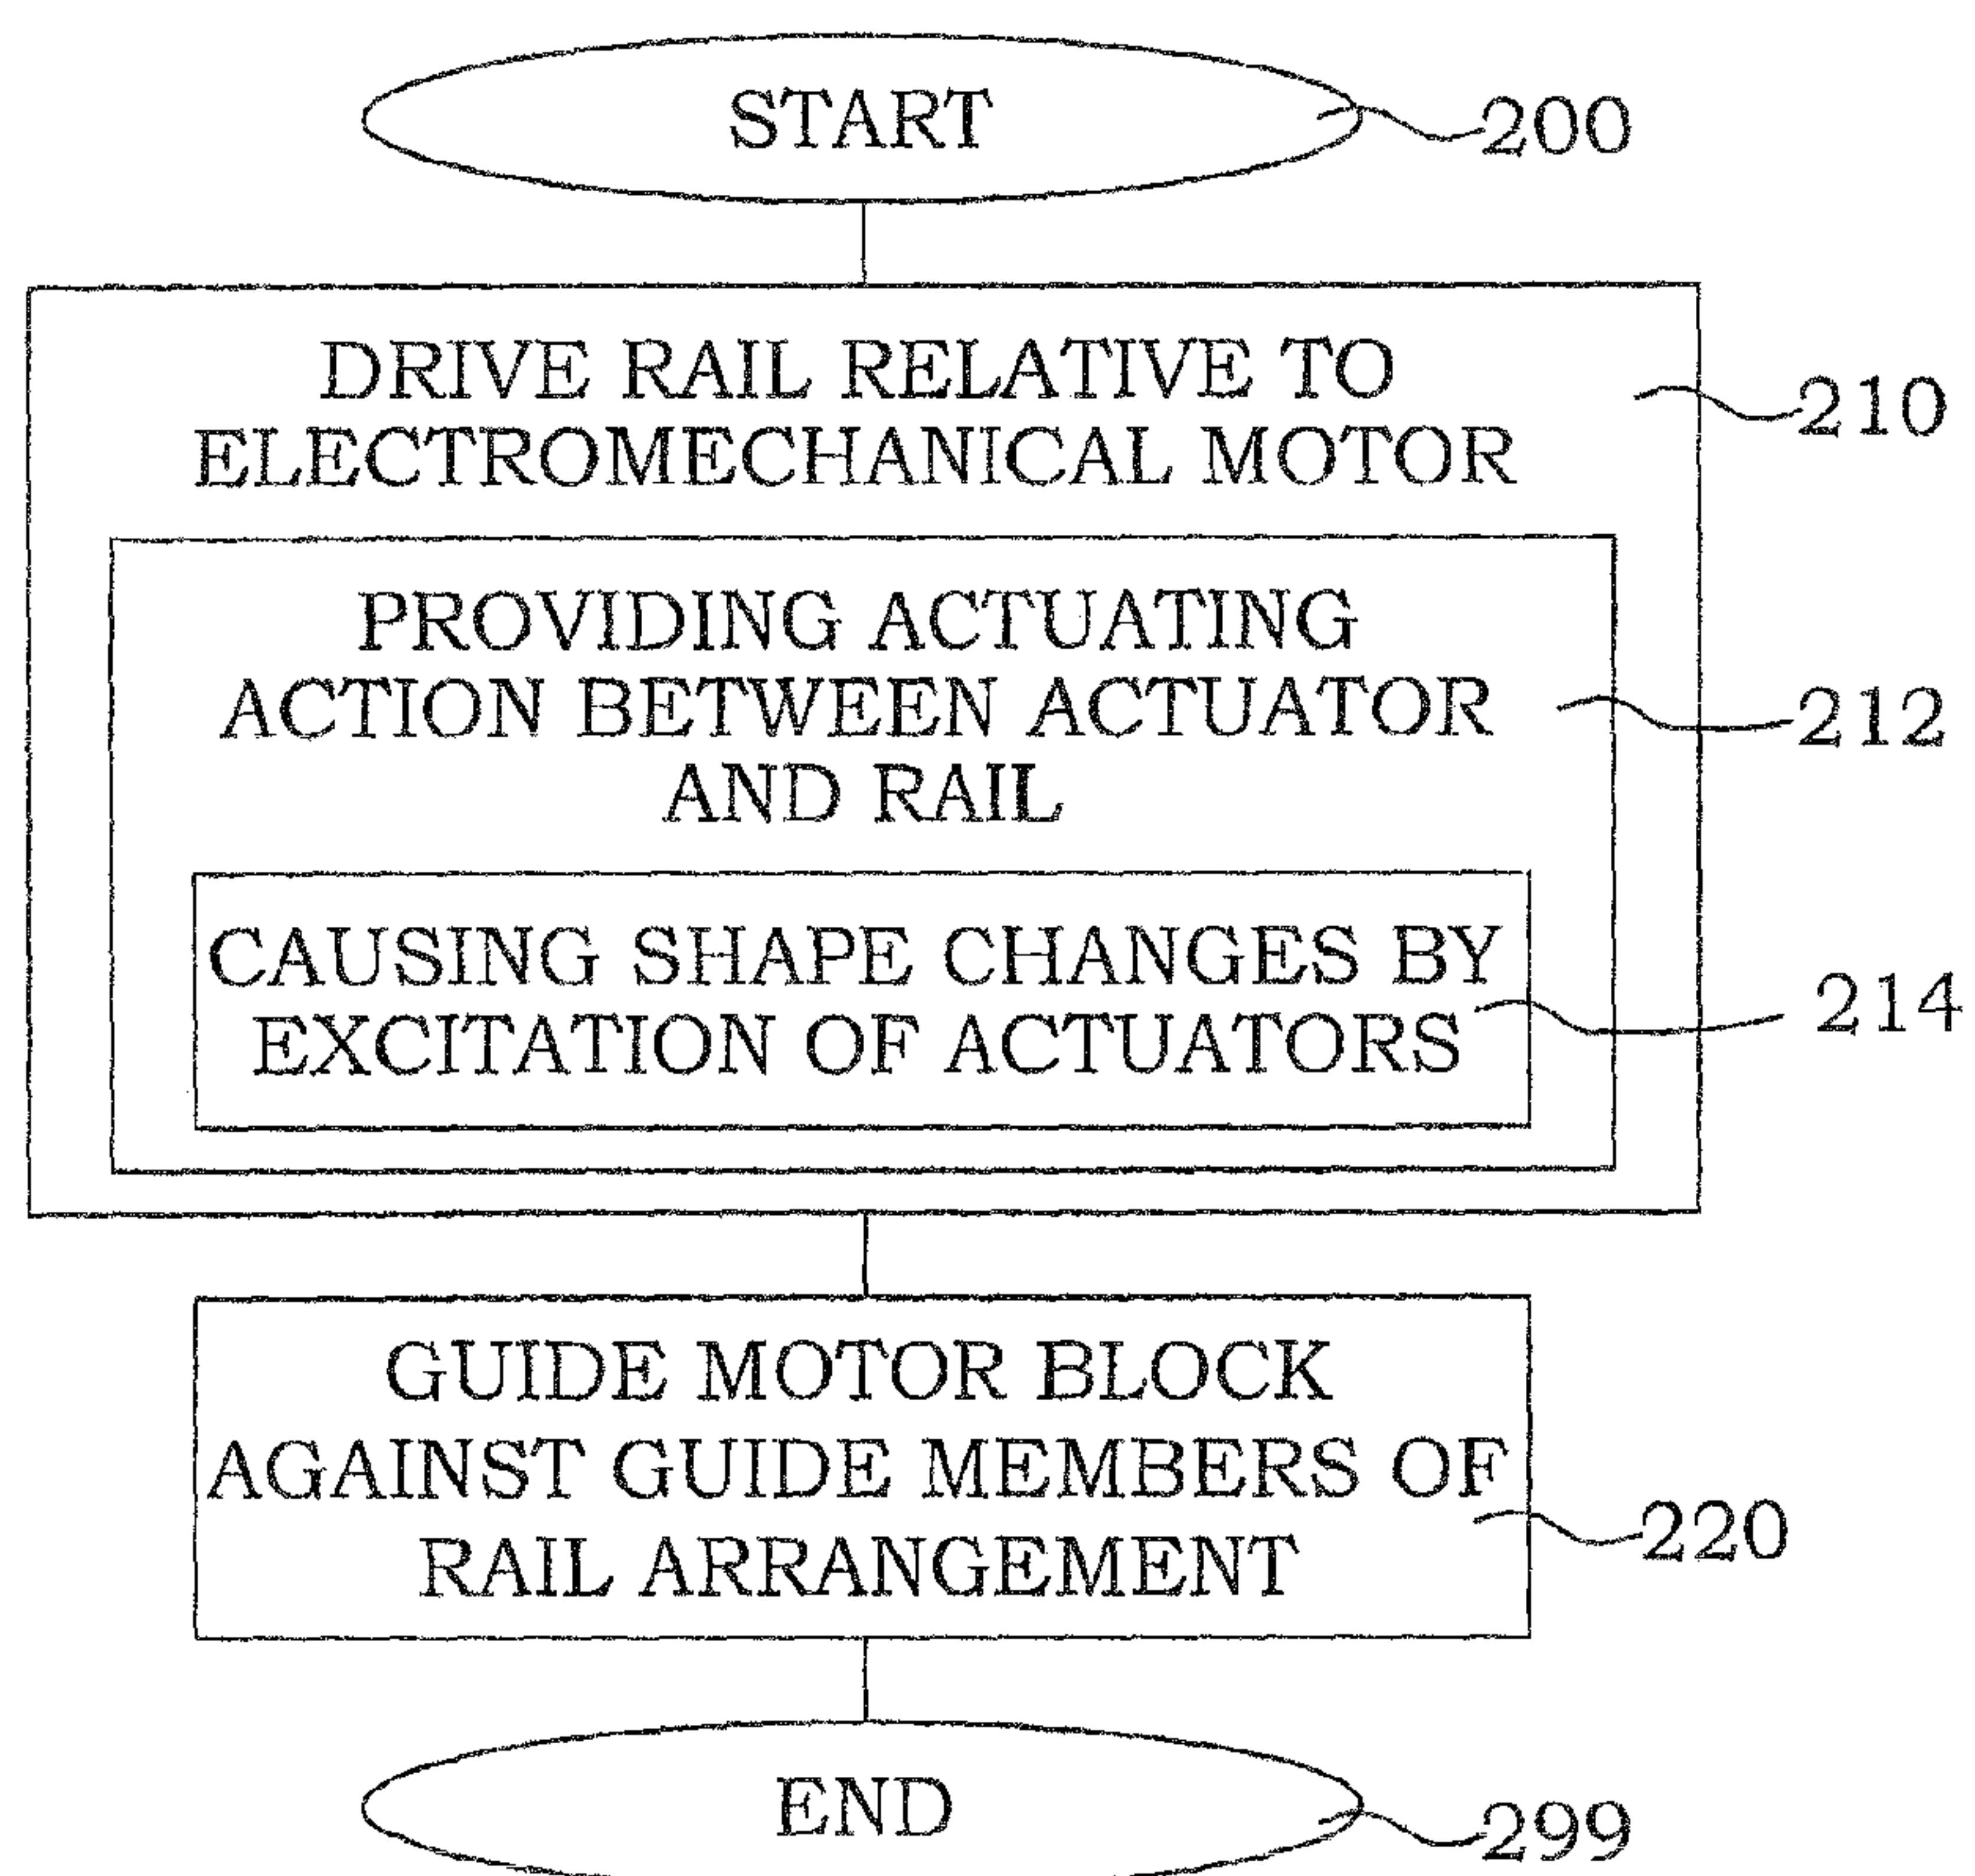 START
200
DRIVE RAIL RELATIVE TO
ELECTROMECHANICAL MOTOR
210
PROVIDING ACTUATING
ACTION BETWEEN ACTUATOR
AND RAIL
212
CAUSING SHAPE CHANGES BY
EXCITATION OF ACTUATORS
214
GUIDE MOTOR BLOCK
AGAINST GUIDE MEMBERS OF
RAIL ARRANGEMENT
220
END
299